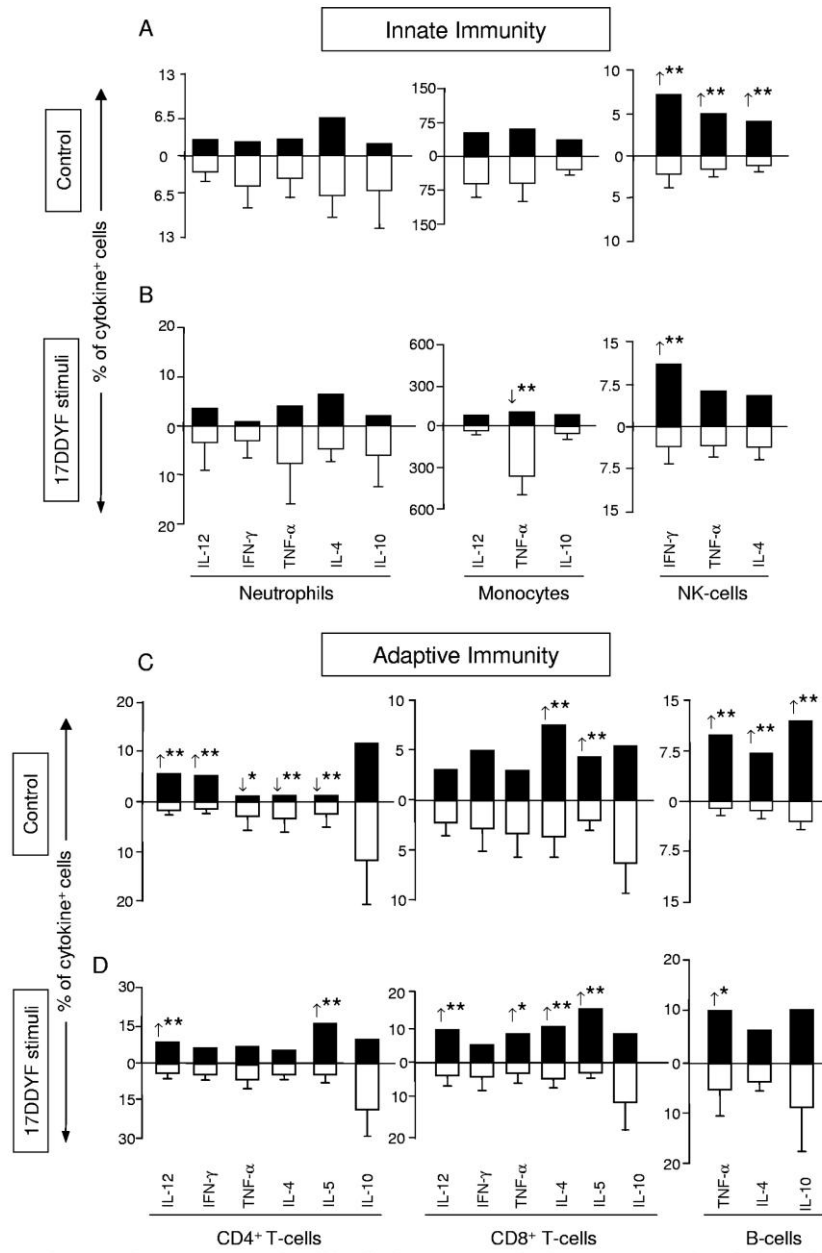 A
Innate Immunity
Control
% of cytokine⁺ cells
17DDYF stimuli
13
6.5
0
6.5
13
150
75
0
75
150
10
5
0
5
10
↑**
↑**
↑**
B
20
10
0
10
20
600
300
0
300
600
15
7.5
0
7.5
15
↓**
↑**
IL-12
IFN-γ
TNF-α
IL-4
IL-10
IL-12
TNF-α
IL-10
IFN-γ
TNF-α
IL-4
Neutrophils
Monocytes
NK-cells
C
Adaptive Immunity
Control
% of cytokine⁺ cells
17DDYF stimuli
20
10
0
10
20
↑**
↑**
↓*
↓**
↓**
10
5
0
5
10
↑**
↑**
15
7.5
0
7.5
15
↑**
↑**
↑**
D
30
15
0
15
30
↑**
↑**
20
10
0
10
20
↑**
↑*
↑**
↑**
20
10
0
10
20
↑*
IL-12
IFN-γ
TNF-α
IL-4
IL-5
IL-10
IL-12
IFN-γ
TNF-α
IL-4
IL-5
IL-10
TNF-α
IL-4
IL-10
CD4⁺ T-cells
CD8⁺ T-cells
B-cells